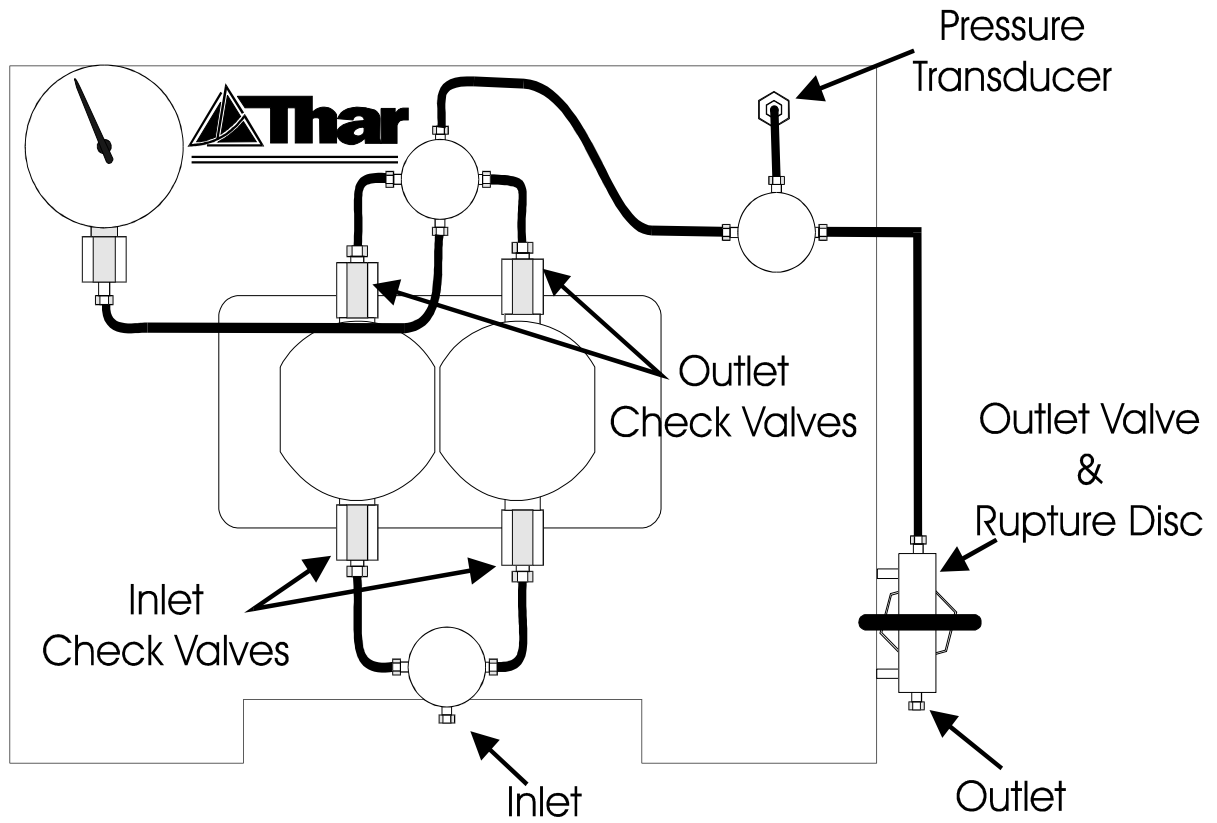 Pressure
Transducer
Thar
Outlet
Check Valves
Outlet Valve
&
Rupture Disc
Inlet
Check Valves
Inlet
Outlet